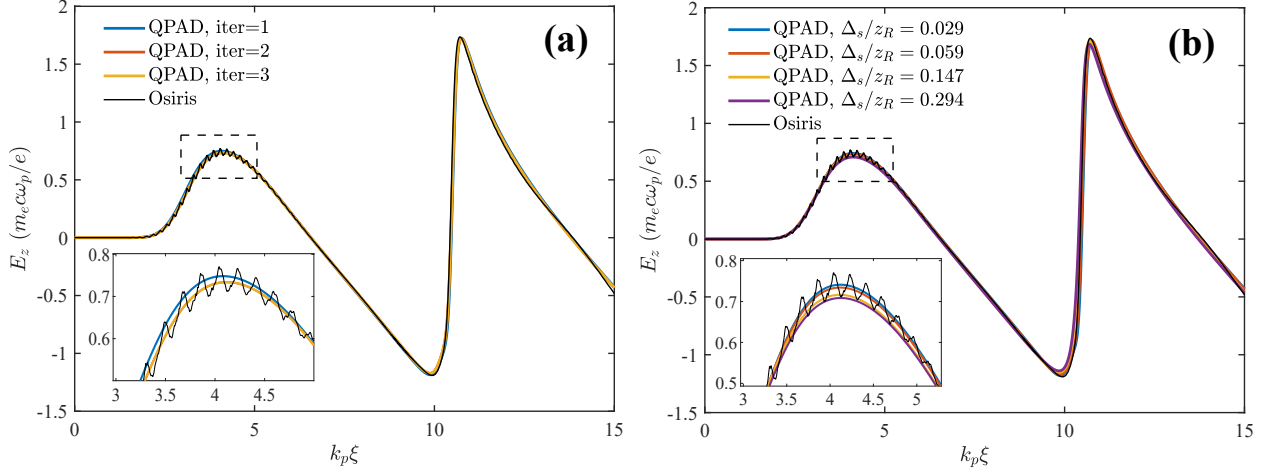 (a)
QPAD, iter=1
QPAD, iter=2
QPAD, iter=3
Osiris
2
1.5
1
0.5
0
-0.5
-1
-1.5
E_z (m_e cω_p/e)
0.8
0.7
0.6
3 3.5 4 4.5
0 5 10 15
k_pξ
(b)
QPAD, Δ_s/z_R = 0.029
QPAD, Δ_s/z_R = 0.059
QPAD, Δ_s/z_R = 0.147
QPAD, Δ_s/z_R = 0.294
Osiris
2
1.5
1
0.5
0
-0.5
-1
-1.5
E_z (m_e cω_p/e)
0.8
0.7
0.6
0.5
3 3.5 4 4.5 5
0 5 10 15
k_pξ